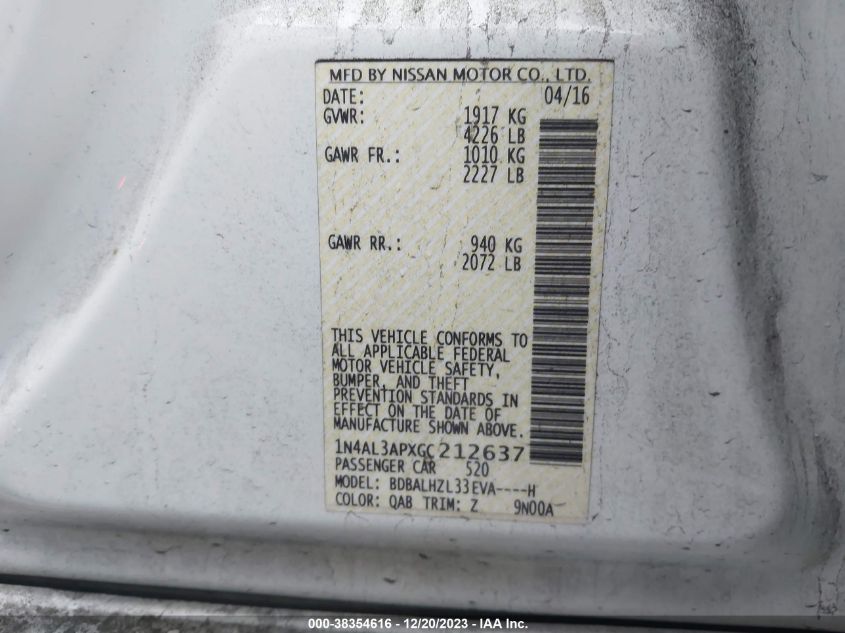 MFD BY NISSAN MOTOR CO., LTD.
DATE: 04/16
GVWR: 1917 KG
4226 LB
GAWR FR.: 1010 KG
2227 LB
GAWR RR.: 940 KG
2072 LB
THIS VEHICLE CONFORMS TO
ALL APPLICABLE FEDERAL
MOTOR VEHICLE SAFETY,
BUMPER, AND THEFT
PREVENTION STANDARDS IN
EFFECT ON THE DATE OF
MANUFACTURE SHOWN ABOVE.
1N4AL3APXGC212637
PASSENGER CAR 520
MODEL: BDBALHZL33EVA----H
COLOR: QAB TRIM: Z 9N00A
000-38354616 - 12/20/2023 - IAA Inc.